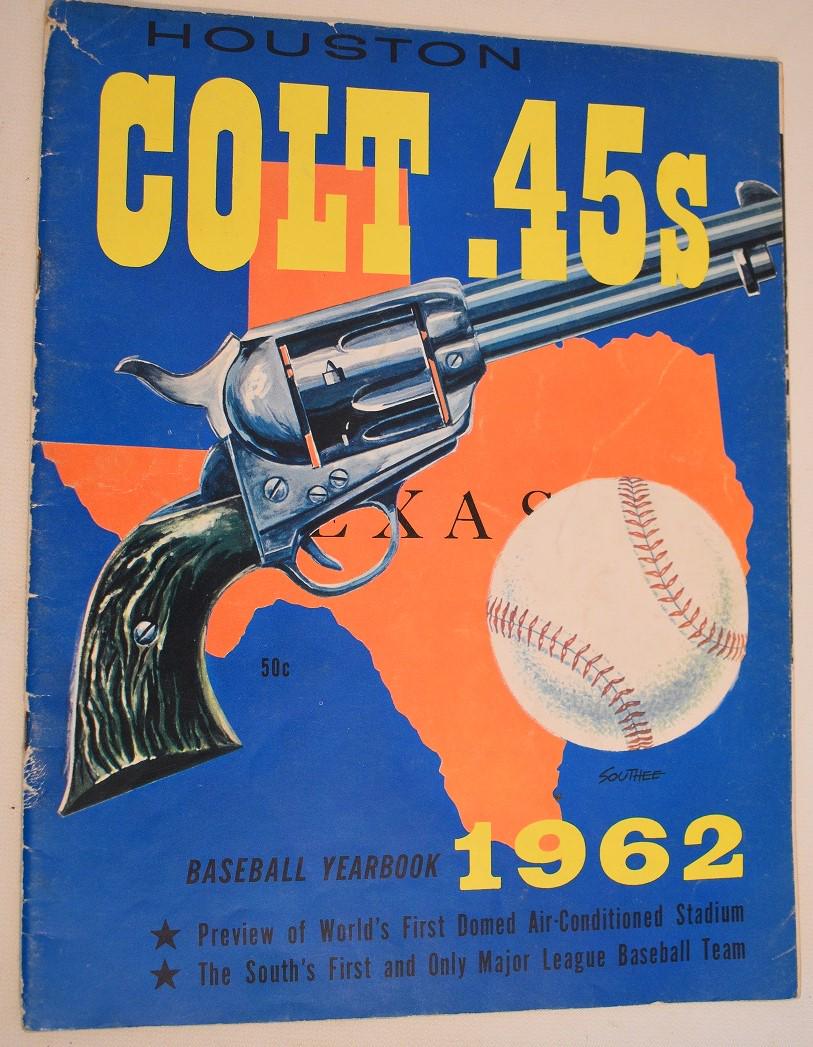 HOUSTON
COLT .45s
TEXAS
50c
SOUTHEE
BASEBALL YEARBOOK 1962
★ Preview of World's First Domed Air-Conditioned Stadium
★ The South's First and Only Major League Baseball Team